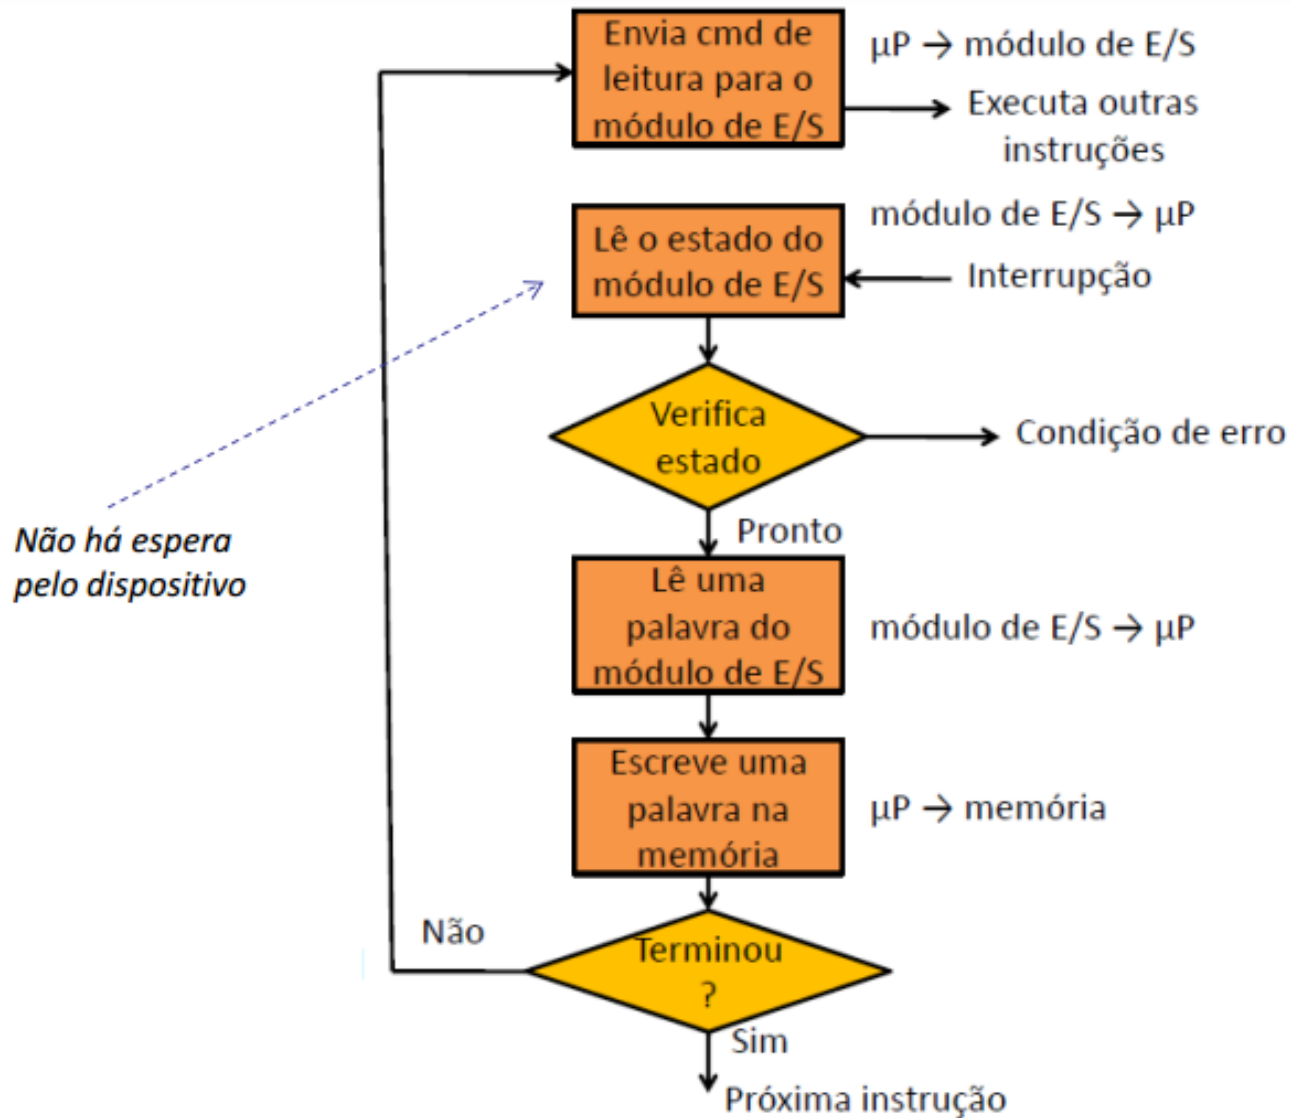 Envia cmd de
leitura para o
módulo de E/S
µP → módulo de E/S
Executa outras
instruções
Lê o estado do
módulo de E/S
módulo de E/S → µP
Interrupção
Verifica
estado
Condição de erro
Não há espera
pelo dispositivo
Pronto
Lê uma
palavra do
módulo de E/S
módulo de E/S → µP
Escreve uma
palavra na
memória
µP → memória
Não
Terminou
?
Sim
Próxima instrução